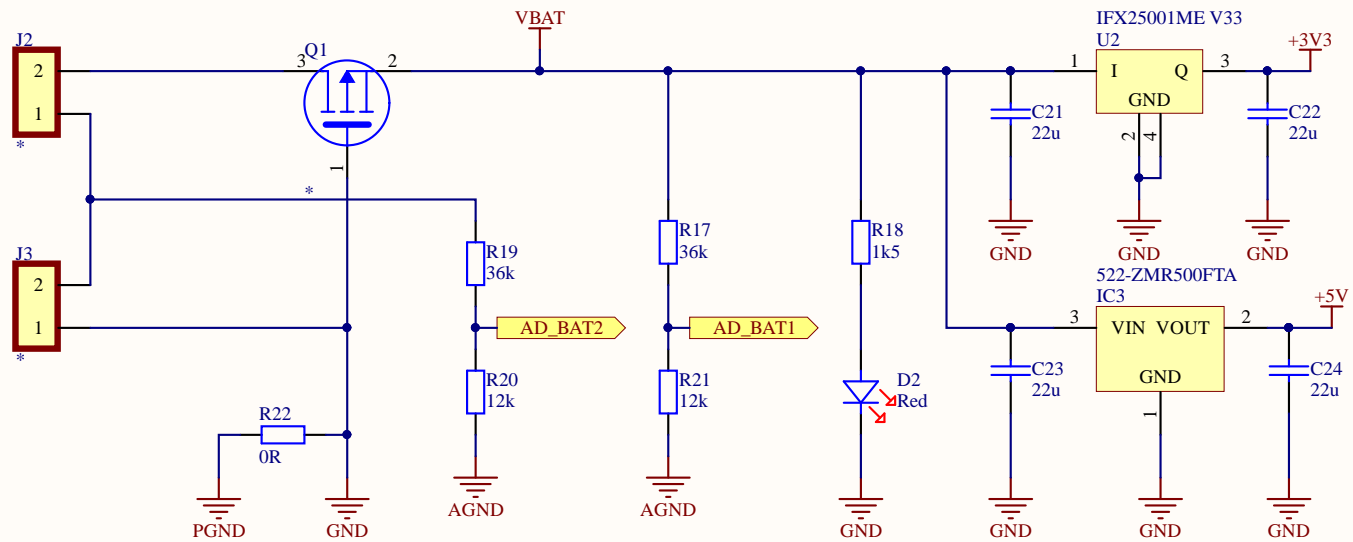 J2
2
1
*
Q1
3
2
1
VBAT
*
J3
2
1
*
R22
0R
PGND
GND
R19
36k
AD_BAT2
R20
12k
AGND
R17
36k
AD_BAT1
R21
12k
AGND
R18
1k5
D2
Red
GND
C21
22u
GND
IFX25001ME V33
U2
1
I
Q
3
GND
2
4
GND
+3V3
C22
22u
GND
C23
22u
GND
522-ZMR500FTA
IC3
3
VIN VOUT
2
GND
1
GND
+5V
C24
22u
GND